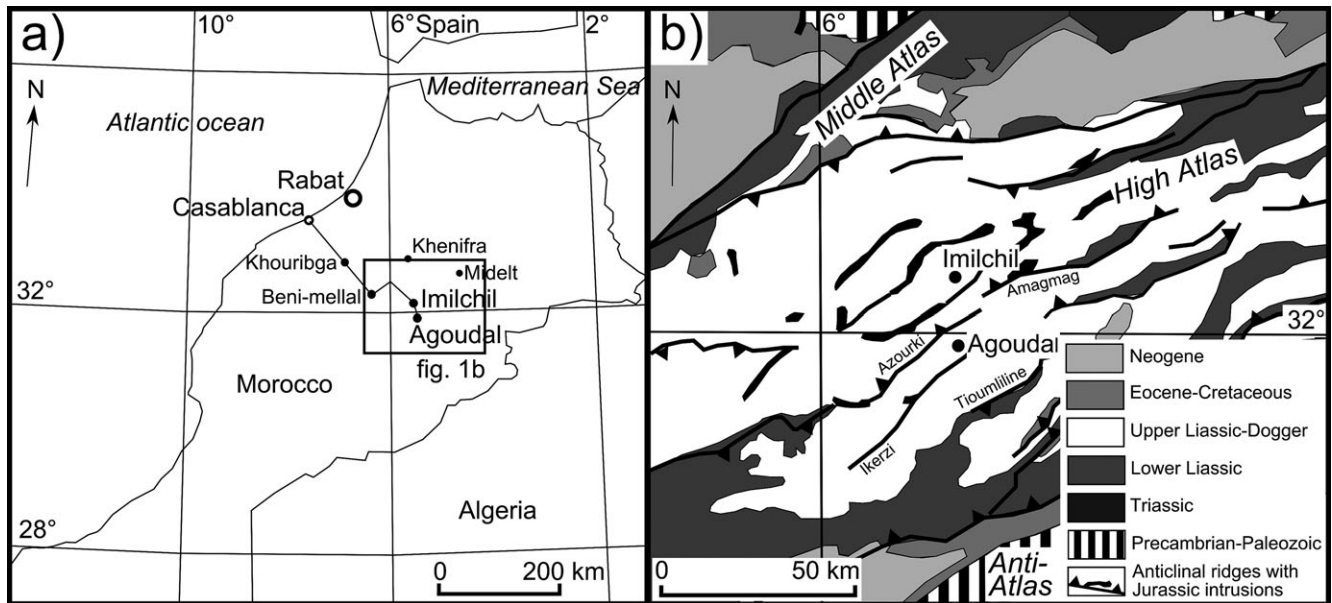 a)
10°
6°
Spain
2°
N
Mediterranean Sea
Atlantic ocean
Rabat
Casablanca
Khenifra
Khouribga
Midelt
32°
Beni-mellal
Imilchil
Agoudal
fig. 1b
Morocco
Algeria
28°
0
200 km
b)
6°
N
Middle Atlas
High Atlas
Imilchil
Amagmag
32°
Azourki
Agoudal
Tioumliline
Ikerzi
Neogene
Eocene-Cretaceous
Upper Liassic-Dogger
Lower Liassic
Triassic
Precambrian-Paleozoic
Anticlinal ridges with
Jurassic intrusions
Anti-
Atlas
0
50 km